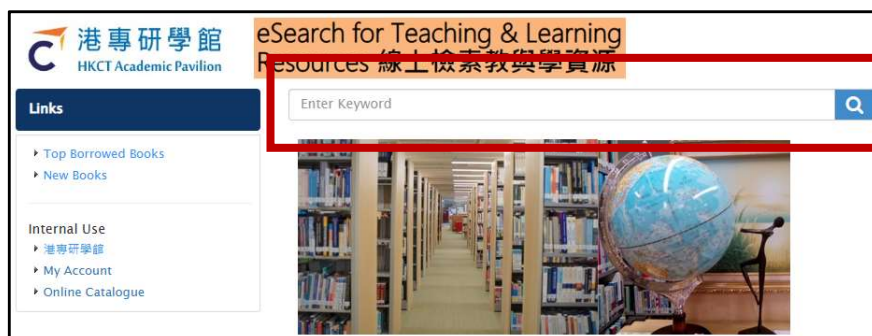 港專研學館
HKCT Academic Pavilion
eSearch for Teaching & Learning
Resources 線上檢索教與學資源
Enter Keyword
Links
Top Borrowed Books
New Books
Internal Use
港專研學館
My Account
Online Catalogue